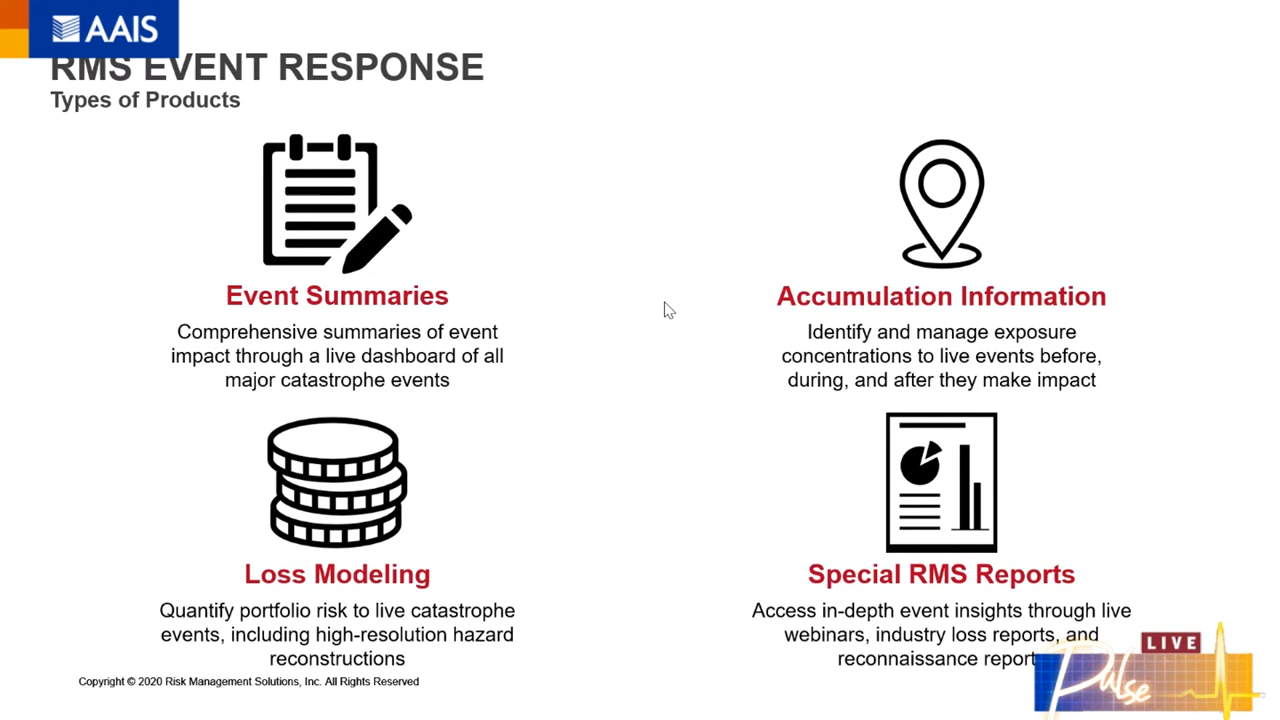 AAIS
RMS EVENT RESPONSE
Types of Products
Event Summaries
Comprehensive summaries of event
impact through a live dashboard of all
major catastrophe events
Accumulation Information
Identify and manage exposure
concentrations to live events before,
during, and after they make impact
Loss Modeling
Quantify portfolio risk to live catastrophe
events, including high-resolution hazard
reconstructions
Special RMS Reports
Access in-depth event insights through live
webinars, industry loss reports, and
reconnaissance report
Copyright © 2020 Risk Management Solutions, Inc. All Rights Reserved
LIVE
Pulse